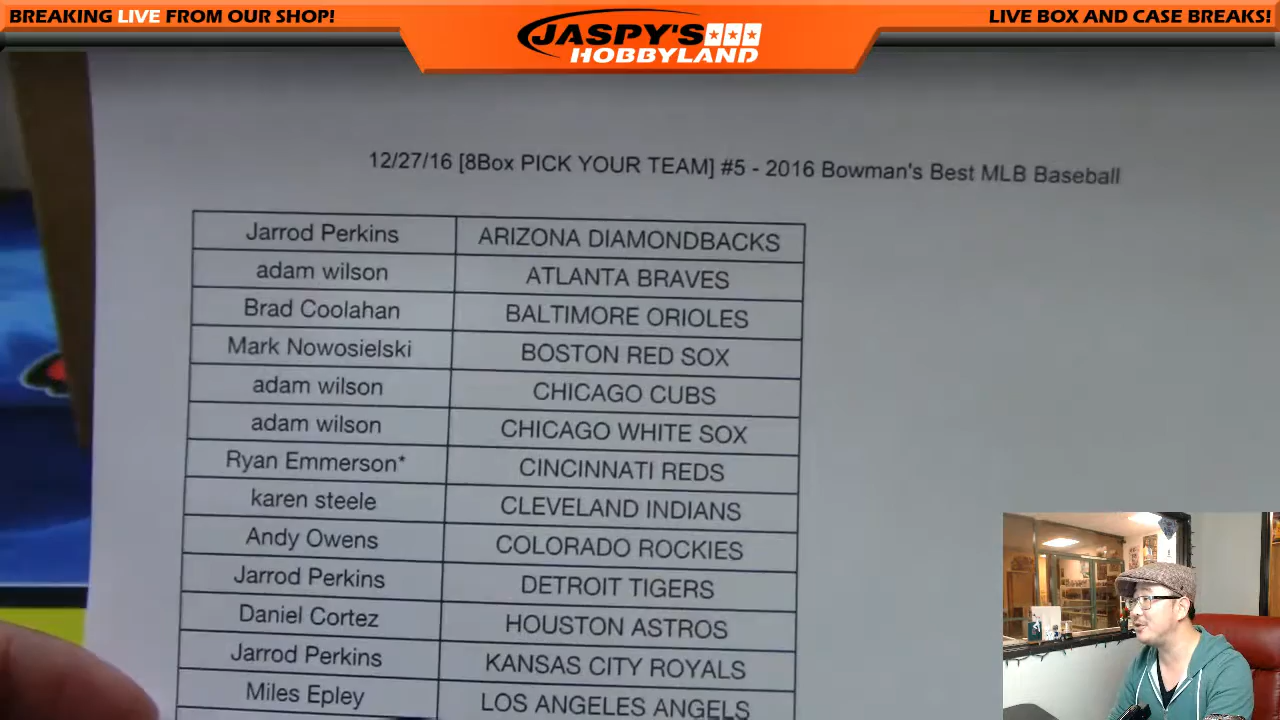 BREAKING LIVE FROM OUR SHOP!
JASPY'S
HOBBYLAND
LIVE BOX AND CASE BREAKS!
12/27/16 [8Box PICK YOUR TEAM] #5 - 2016 Bowman's Best MLB Baseball
Jarrod Perkins ARIZONA DIAMONDBACKS
adam wilson ATLANTA BRAVES
Brad Coolahan BALTIMORE ORIOLES
Mark Nowosielski BOSTON RED SOX
adam wilson CHICAGO CUBS
adam wilson CHICAGO WHITE SOX
Ryan Emmerson* CINCINNATI REDS
karen steele CLEVELAND INDIANS
Andy Owens COLORADO ROCKIES
Jarrod Perkins DETROIT TIGERS
Daniel Cortez HOUSTON ASTROS
Jarrod Perkins KANSAS CITY ROYALS
Miles Epley LOS ANGELES ANGELS